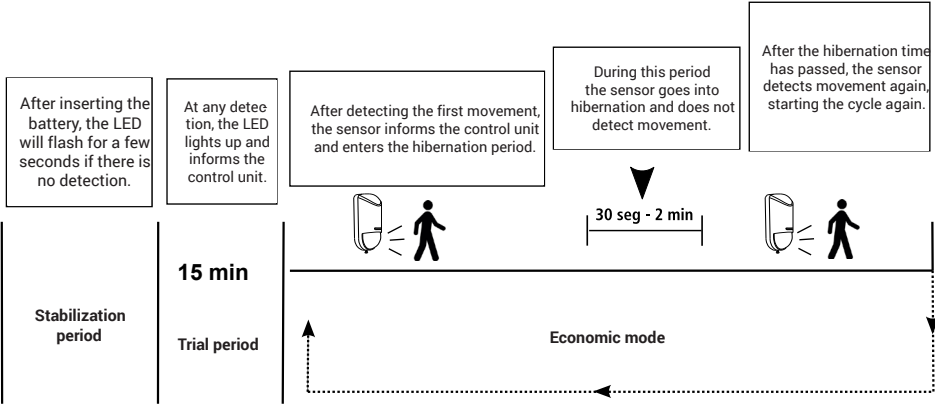 After inserting the
battery, the LED
will flash for a few
seconds if there is
no detection.
At any detec-
tion, the LED
lights up and
informs the
control unit.
After detecting the first movement,
the sensor informs the control unit
and enters the hibernation period.
During this period
the sensor goes into
hibernation and does not
detect movement.
After the hibernation time
has passed, the sensor
detects movement again,
starting the cycle again.
30 seg - 2 min
15 min
Stabilization
period
Trial period
Economic mode